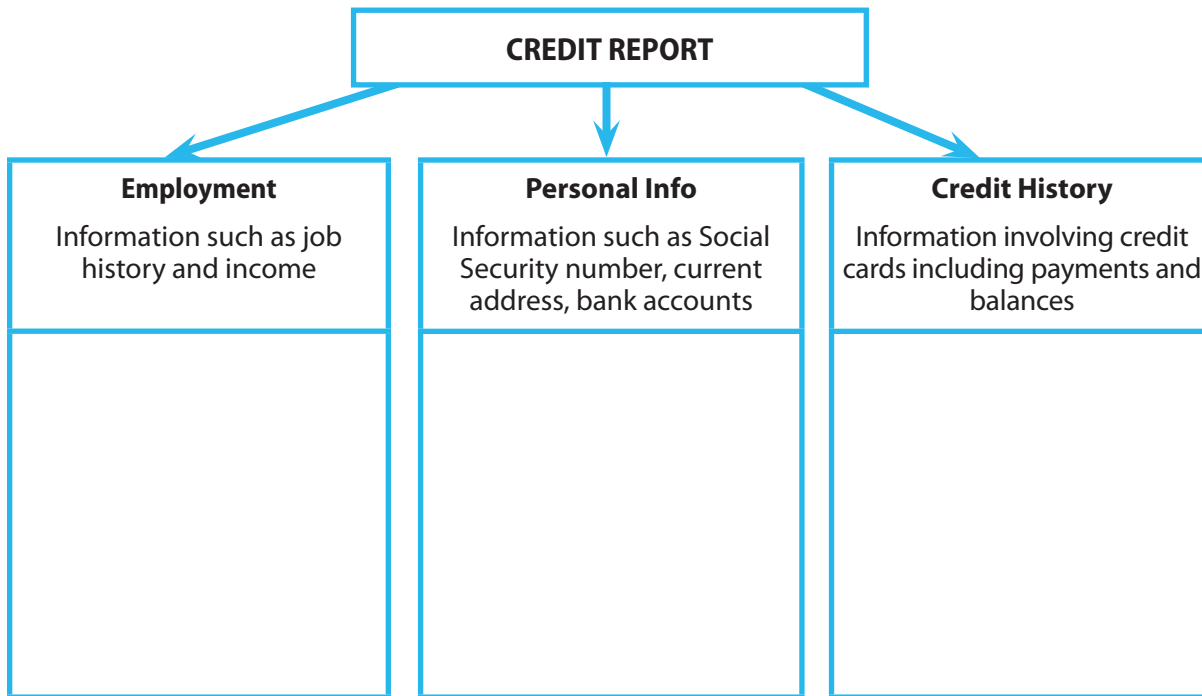 CREDIT REPORT
Employment
Information such as job
history and income
Personal Info
Information such as Social
Security number, current
address, bank accounts
Credit History
Information involving credit
cards including payments and
balances